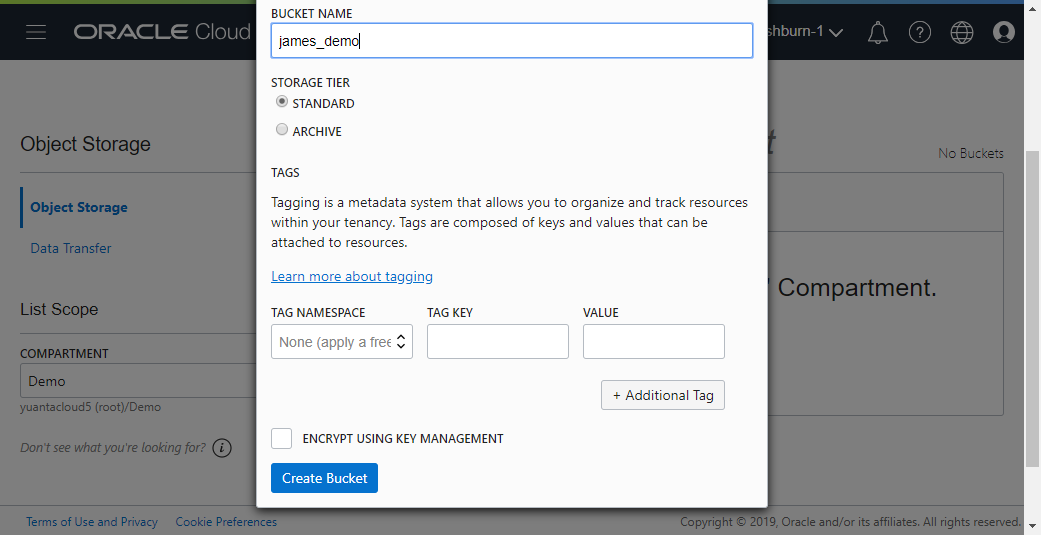 ORACLE Cloud
shburn-1
BUCKET NAME
james_demo
STORAGE TIER
STANDARD
ARCHIVE
TAGS
Tagging is a metadata system that allows you to organize and track resources
within your tenancy. Tags are composed of keys and values that can be
attached to resources.
Learn more about tagging
TAG NAMESPACE TAG KEY VALUE
None (apply a free
+ Additional Tag
ENCRYPT USING KEY MANAGEMENT
Create Bucket
Object Storage
Object Storage
Data Transfer
List Scope
COMPARTMENT
Demo
yuantacloud5 (root)/Demo
Don't see what you're looking for?
No Buckets
Compartment.
Terms of Use and Privacy Cookie Preferences
Copyright © 2019, Oracle and/or its affiliates. All rights reserved.